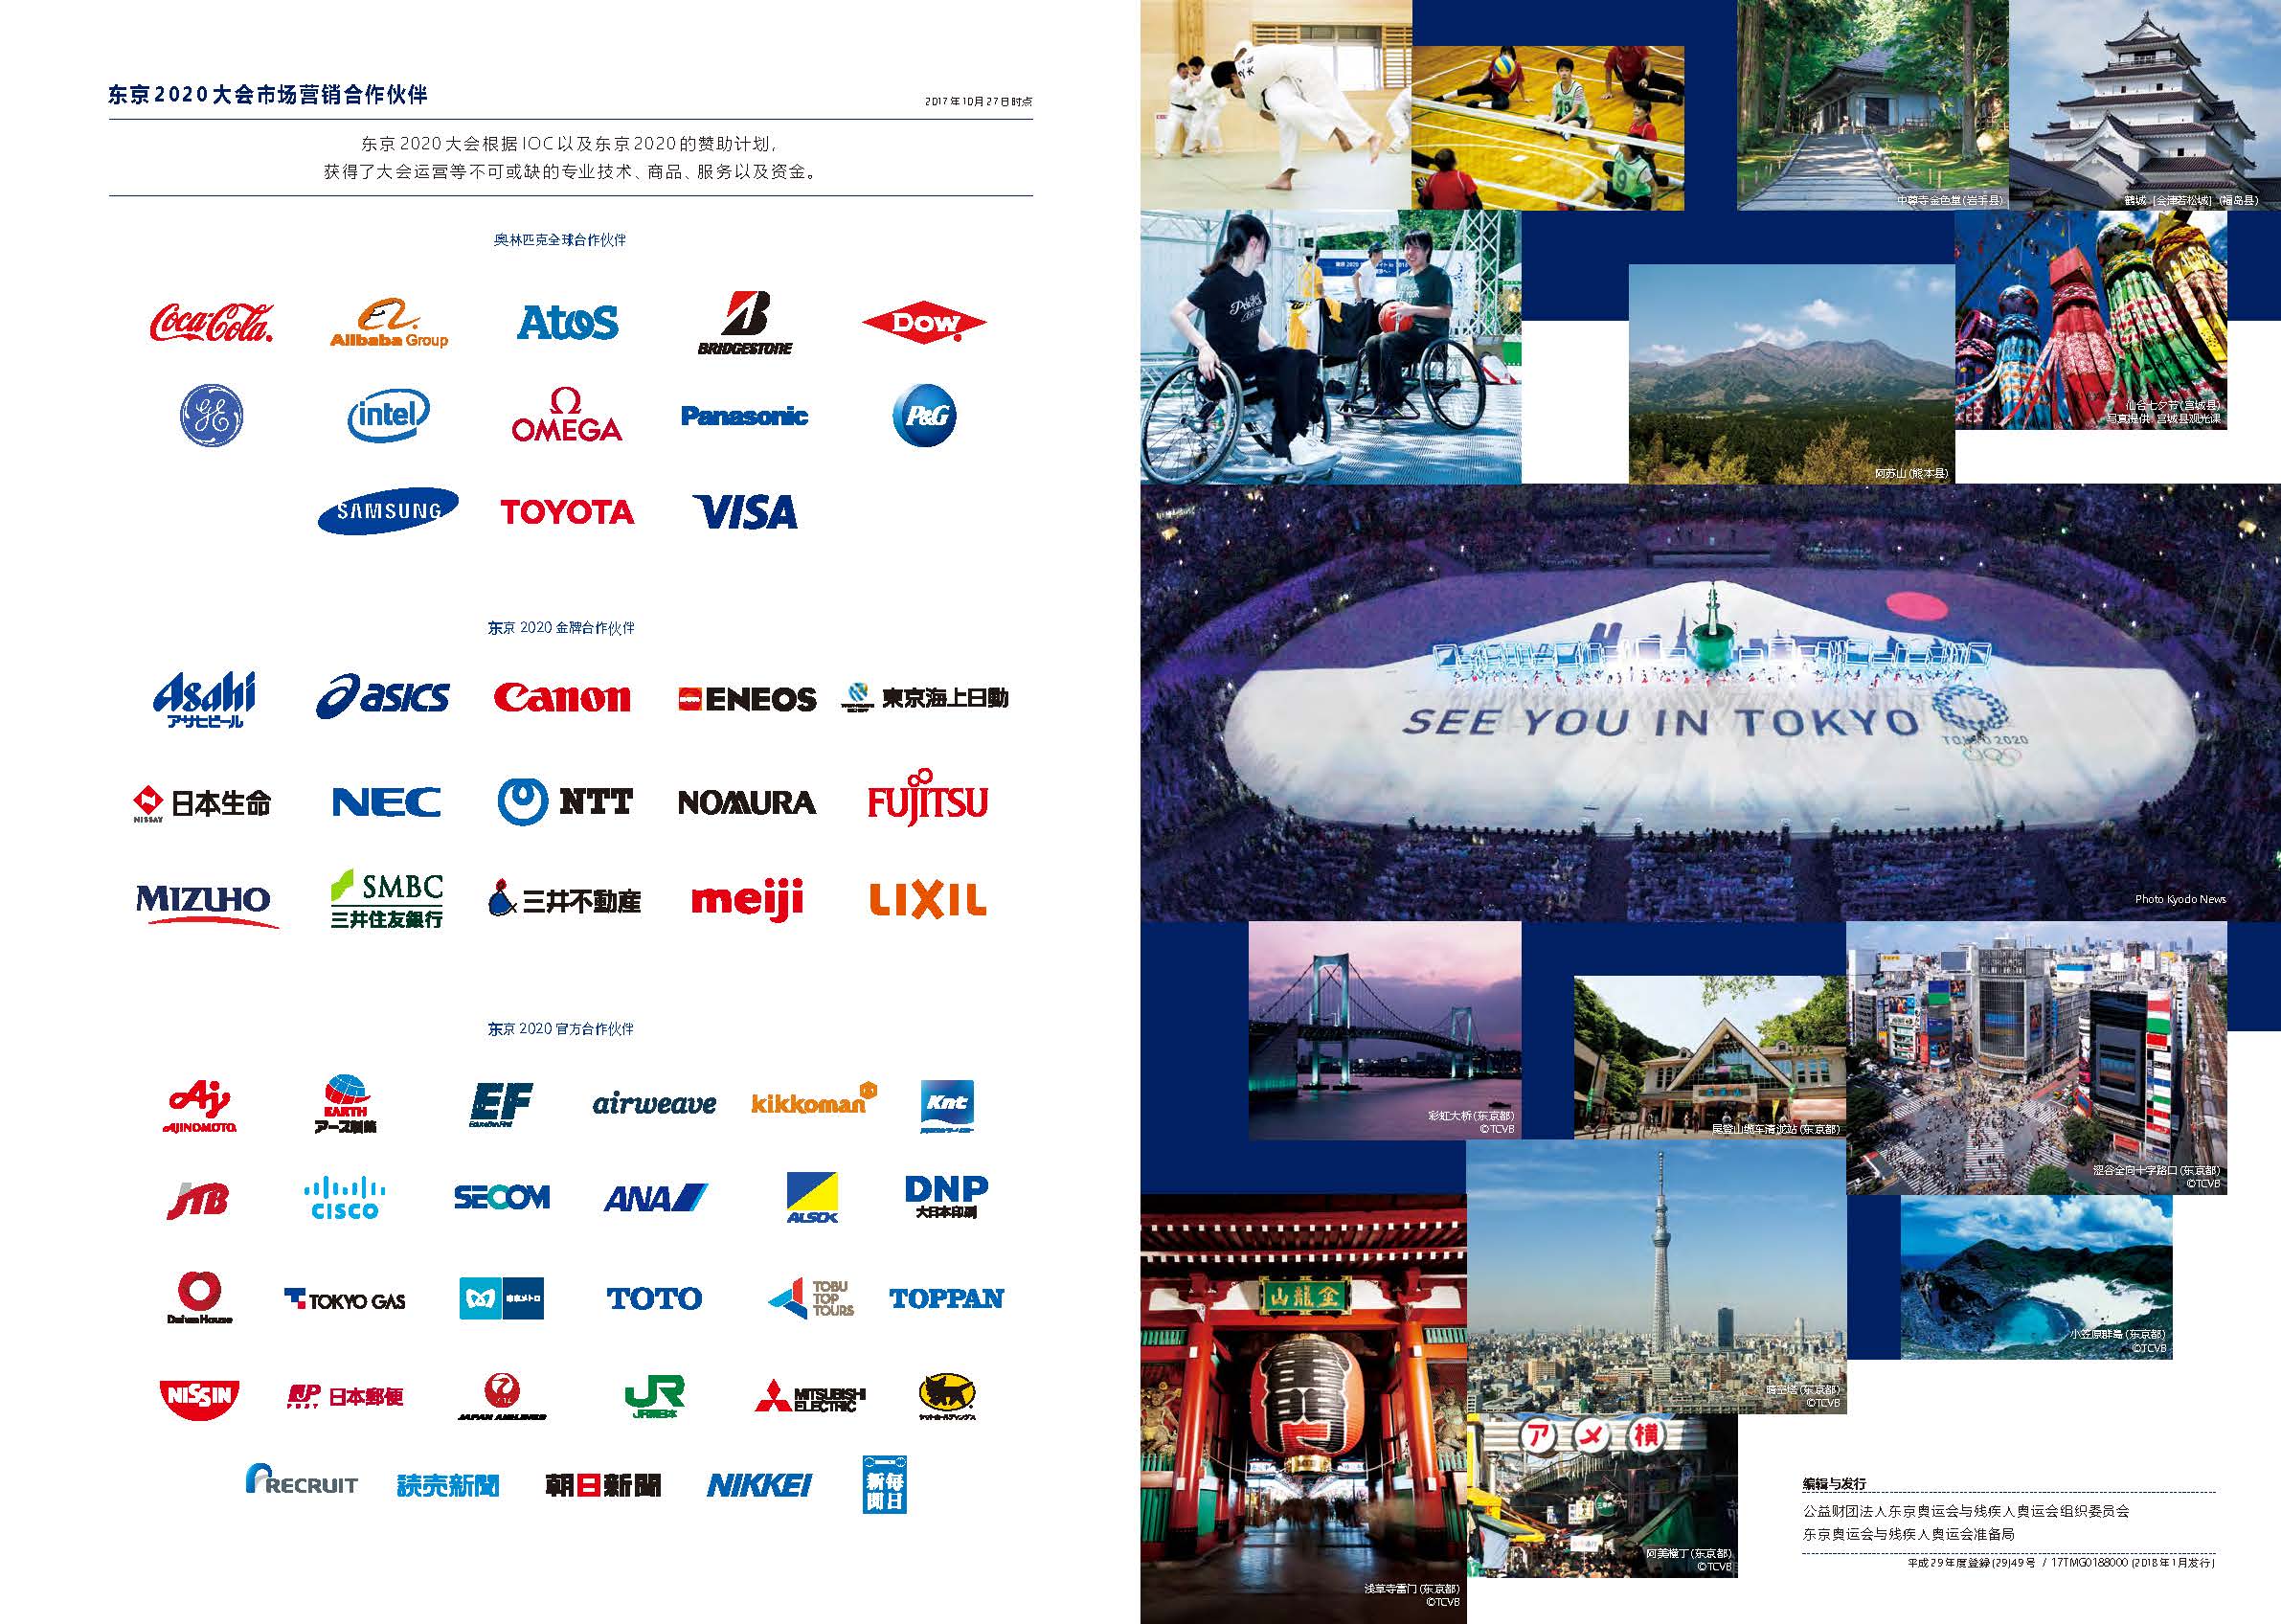 东京2020大会市场营销合作伙伴
2017年10月27日时点
东京2020大会根据IOC以及东京2020的赞助计划,
获得了大会运营等不可或缺的专业技术、商品、服务以及资金。
奥林匹克全球合作伙伴
Coca-Cola
Alibaba Group
Atos
BRIDGESTONE
Dow
GE
intel
OMEGA
Panasonic
P&G
SAMSUNG
TOYOTA
VISA
东京 2020 金牌合作伙伴
Asahi
アサヒビール
asics
Canon
ENEOS
東京海上日動
NISSAY
日本生命
NEC
NTT
NOMURA
FUJITSU
MIZUHO
SMBC
三井住友銀行
三井不動産
meiji
LIXIL
东京 2020 官方合作伙伴
Aj
AJINOMOTO
EARTH
アース製薬
EF
Education First
airweave
kikkoman
Knt
JTB
CISCO
SECOM
ANA
ALSOK
DNP
大日本印刷
Daiwa House
TOKYO GAS
東京メトロ
TOTO
TOBU
TOP
TOURS
TOPPAN
NISSIN
JP
POST
日本郵便
JAPAN AIRLINES
JR
JR東日本
MITSUBISHI
ELECTRIC
ヤマトホールディングス
RECRUIT
読売新聞
朝日新聞
NIKKEI
毎日
新聞
中尊寺金色堂(岩手县)
鹤城［会津若松城］(福岛县)
仙台七夕节(宫城县)
写真提供:宫城县观光课
阿苏山(熊本县)
SEE YOU IN TOKYO
TOKYO 2020
Photo Kyodo News
彩虹大桥(东京都)
©TCVB
尾登山缆车清泷站(东京都)
涩谷全向十字路口(东京都)
©TCVB
金龍山
晴空塔(东京都)
©TCVB
小笠原群岛(东京都)
©TCVB
アメ横
阿美横丁(东京都)
©TCVB
浅草寺雷门(东京都)
©TCVB
编辑与发行
公益财团法人东京奥运会与残疾人奥运会组织委员会
东京奥运会与残疾人奥运会准备局
平成29年度登録(29)49号 / 17TMG0188000 (2018年1月发行)